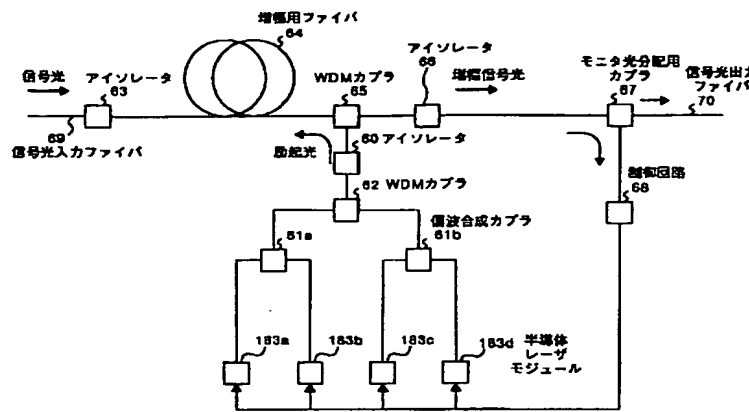 増幅用ファイバ
64
信号光
アイソレータ
63
WDMカプラ
65
アイソレータ
66
増幅信号光
モニタ光分配用
カプラ
67
信号光出力
ファイバ
70
69
信号光入力ファイバ
励起光
60 アイソレータ
62 WDMカプラ
制御回路
68
61a
偏波合成カプラ
61b
183a
183b
183c
183d
半導体
レーザ
モジュール